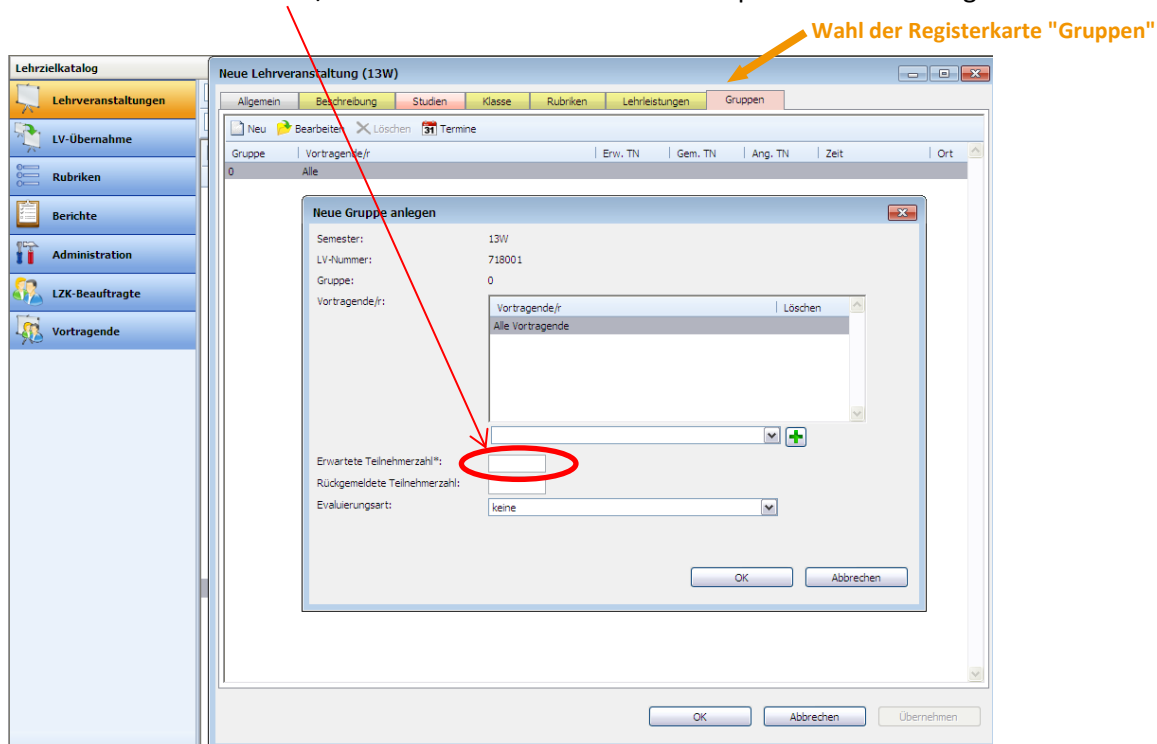 Wahl der Registerkarte "Gruppen"
Lehrzielkatalog
Lehrveranstaltungen
LV-Übernahme
Rubriken
Berichte
Administration
LZK-Beauftragte
Vortragende
Neue Lehrveranstaltung (13W)
Allgemein Beschreibung Studien Klasse Rubriken Lehrleistungen Gruppen
Neu Bearbeiten Löschen 31 Termine
Gruppe Vortragende/r Erw. TN Gem. TN Ang. TN Zeit Ort
0 Alle
Neue Gruppe anlegen
Semester: 13W
LV-Nummer: 718001
Gruppe: 0
Vortragende/r:
Vortragende/r Löschen
Alle Vortragende
Erwartete Teilnehmerzahl*:
Rückgemeldete Teilnehmerzahl:
Evaluierungsart: keine
OK Abbrechen
OK Abbrechen Übernehmen